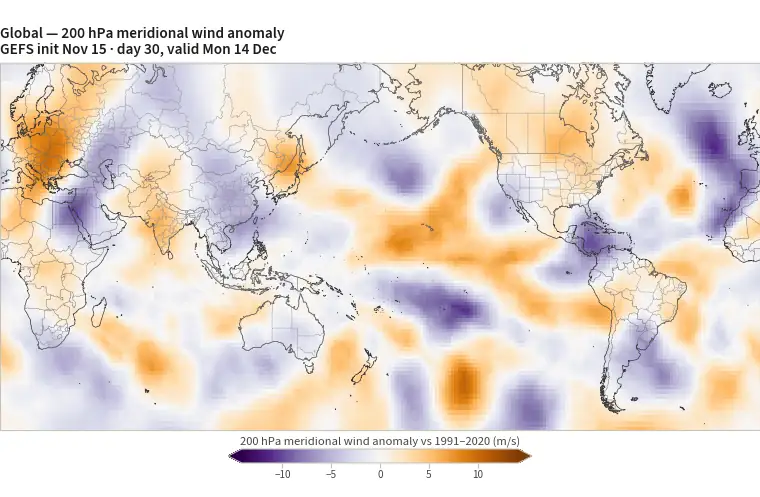 Global — 200 hPa meridional wind anomaly
GEFS init Nov 15 · day 30, valid Mon 14 Dec
200 hPa meridional wind anomaly vs 1991–2020 (m/s)
−10 −5 0 5 10